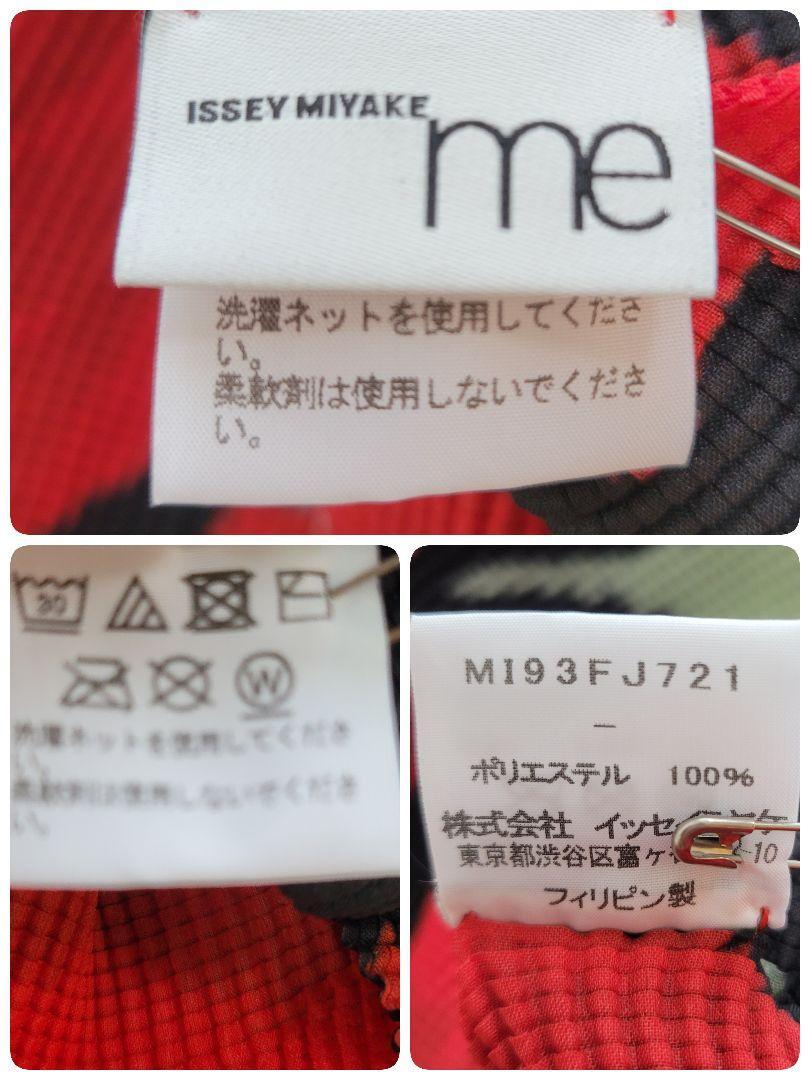 ISSEY MIYAKE
me
洗濯ネットを使用してくださ
い。
柔軟剤は使用しないでくださ
い。
30
W
洗濯ネットを使用してくださ
い。
柔軟剤は使用しないでくださ
い。
MI93FJ721
—
ポリエステル 100%
株式会社 イッセイミヤケ
東京都渋谷区富ケ
10
フィリピン製